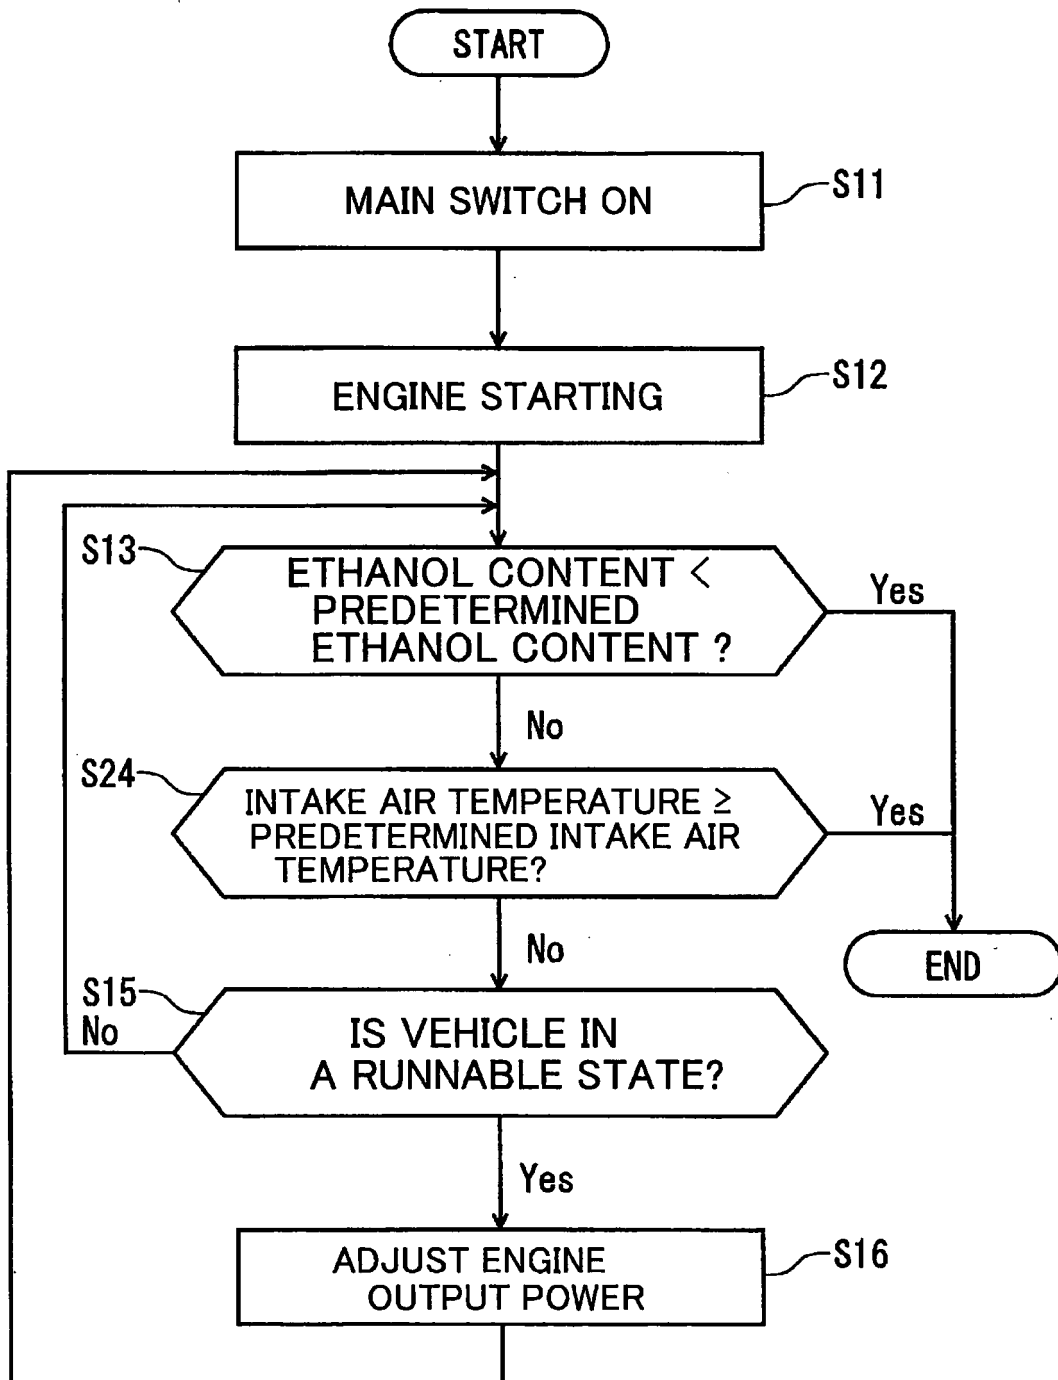 START
MAIN SWITCH ON
S11
ENGINE STARTING
S12
S13
ETHANOL CONTENT <
PREDETERMINED
ETHANOL CONTENT ?
Yes
No
S24
INTAKE AIR TEMPERATURE ≥
PREDETERMINED INTAKE AIR
TEMPERATURE?
Yes
No
END
S15
No
IS VEHICLE IN
A RUNNABLE STATE?
Yes
ADJUST ENGINE
OUTPUT POWER
S16